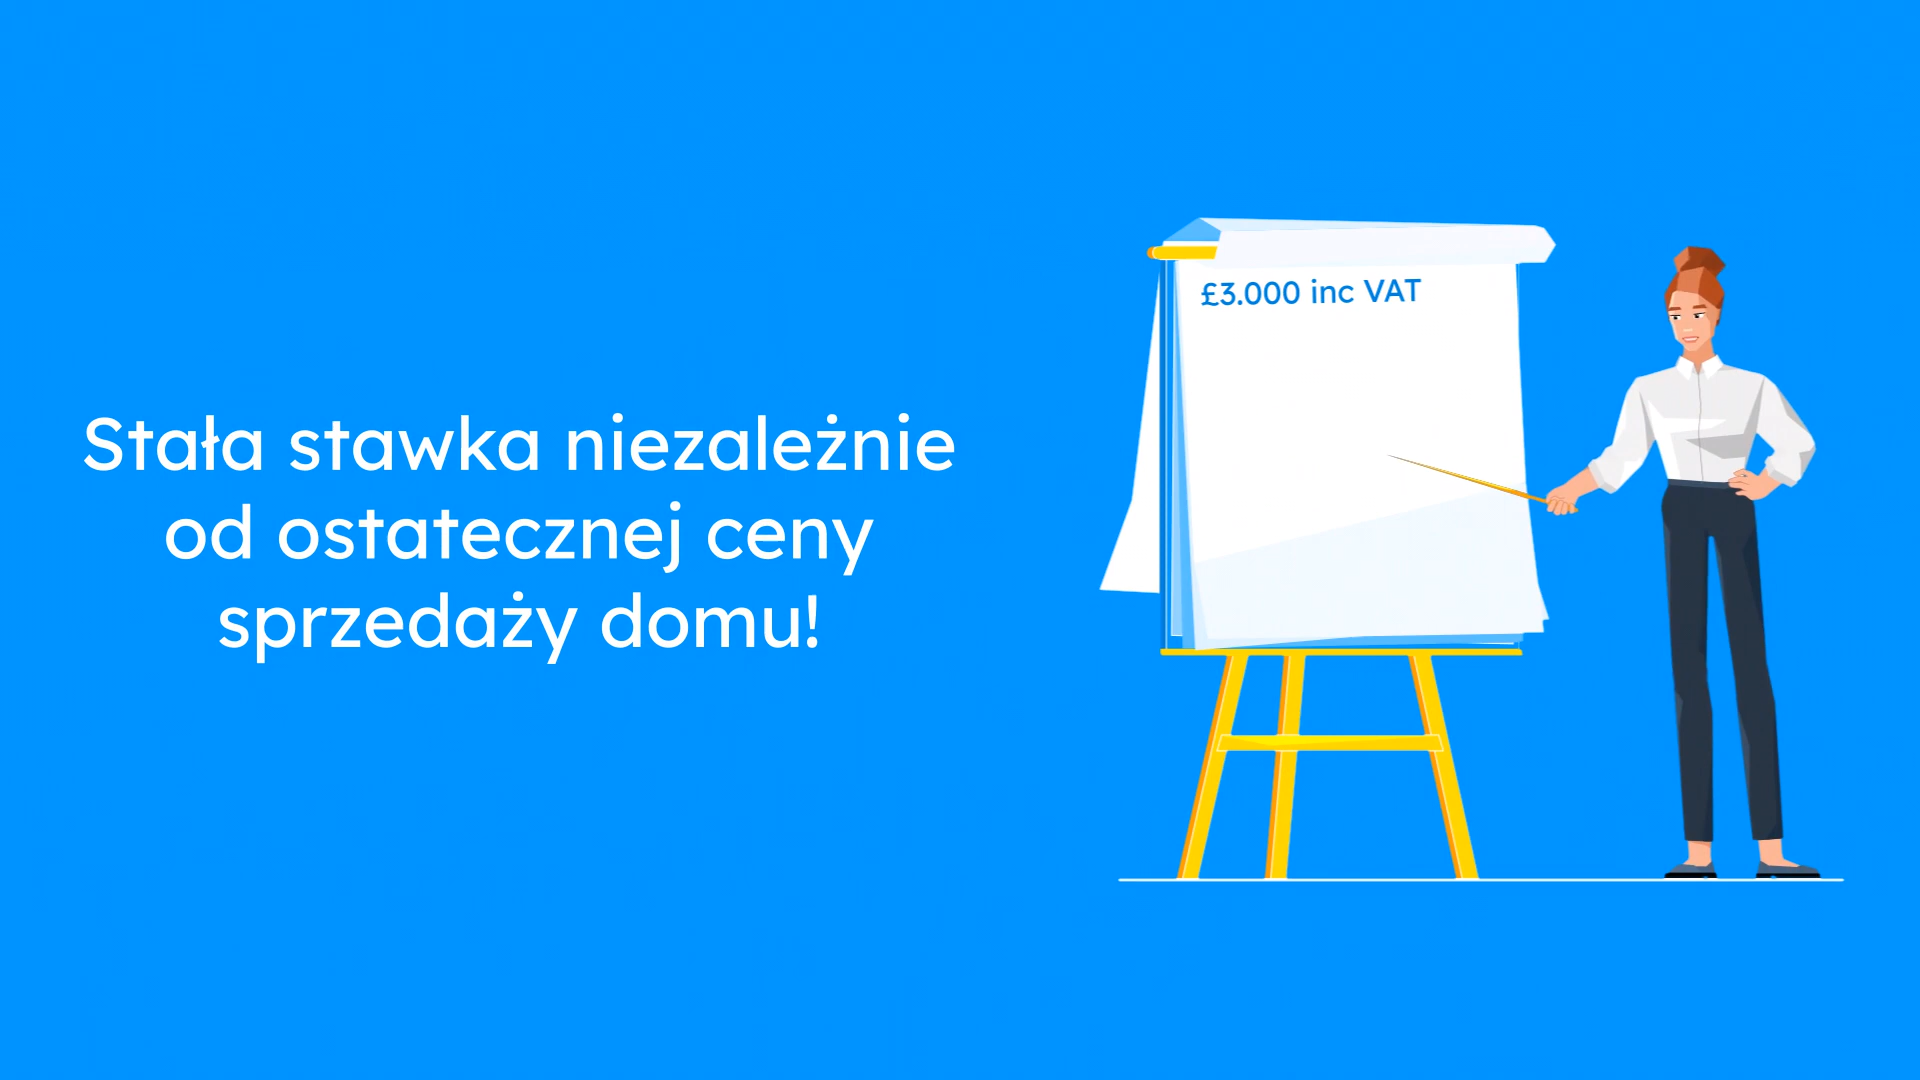 Stała stawka niezależnie
od ostatecznej ceny
sprzedaży domu!
£3.000 inc VAT